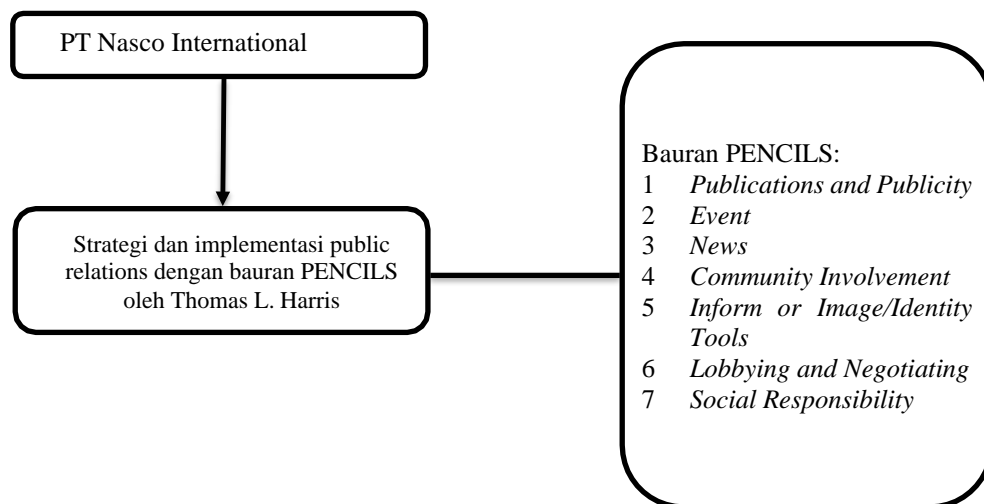 PT Nasco International
Strategi dan implementasi public
relations dengan bauran PENCILS
oleh Thomas L. Harris
Bauran PENCILS:
1 Publications and Publicity
2 Event
3 News
4 Community Involvement
5 Inform or Image/Identity
Tools
6 Lobbying and Negotiating
7 Social Responsibility